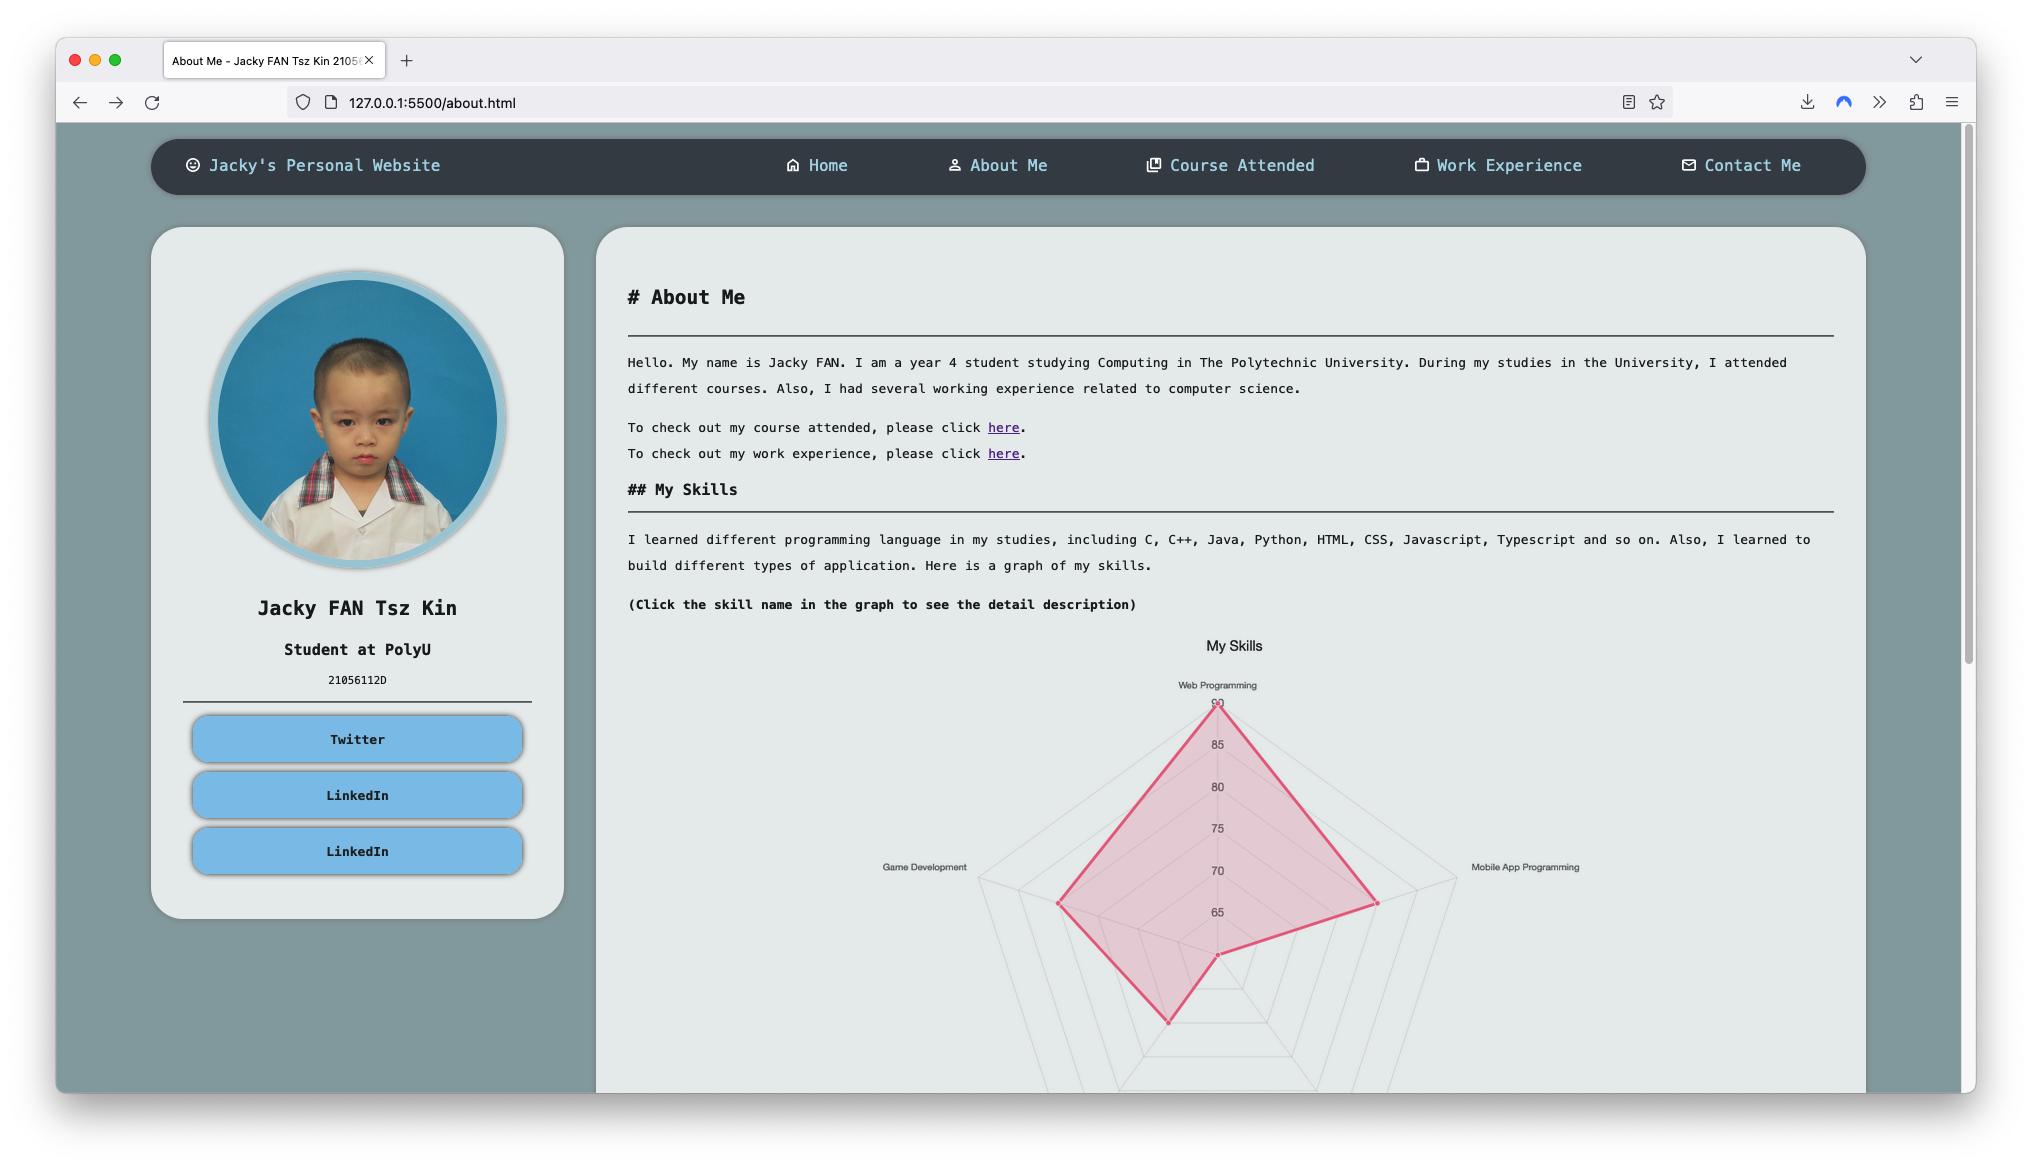 About Me - Jacky FAN Tsz Kin 2105
127.0.0.1:5500/about.html
Jacky's Personal Website
Home
About Me
Course Attended
Work Experience
Contact Me
Jacky FAN Tsz Kin
Student at PolyU
21056112D
Twitter
LinkedIn
LinkedIn
# About Me
Hello. My name is Jacky FAN. I am a year 4 student studying Computing in The Polytechnic University. During my studies in the University, I attended
different courses. Also, I had several working experience related to computer science.
To check out my course attended, please click here.
To check out my work experience, please click here.
## My Skills
I learned different programming language in my studies, including C, C++, Java, Python, HTML, CSS, Javascript, Typescript and so on. Also, I learned to
build different types of application. Here is a graph of my skills.
(Click the skill name in the graph to see the detail description)
My Skills
Web Programming
90
85
80
75
Game Development
Mobile App Programming
70
65